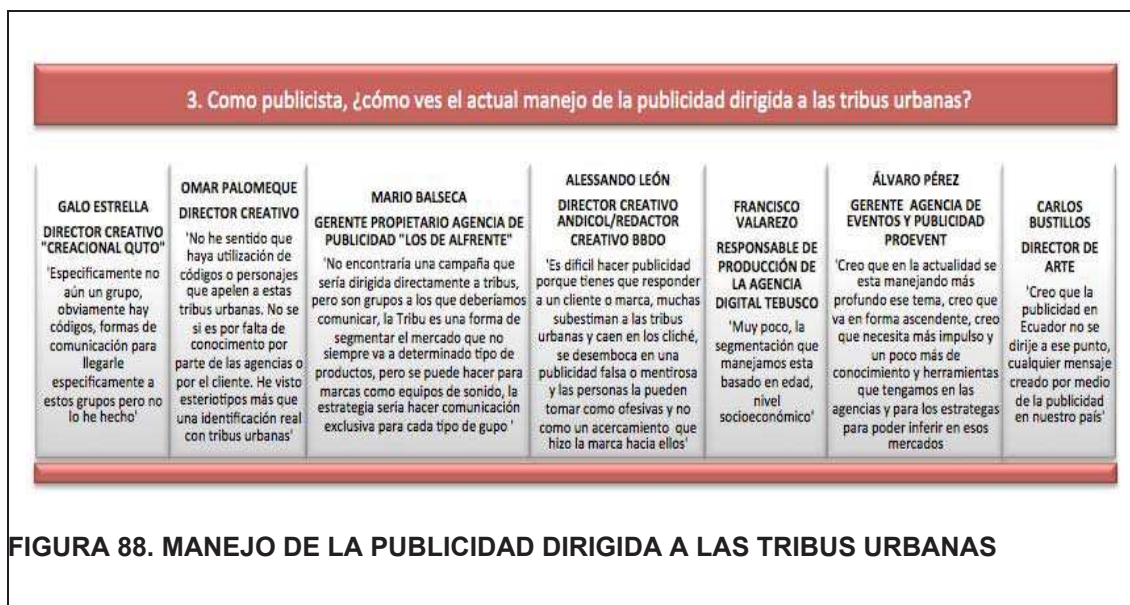 3. Como publicista, ¿cómo ves el actual manejo de la publicidad dirigida a las tribus urbanas?
GALO ESTRELLA
DIRECTOR CREATIVO
"CREACIONAL QUTO"
'Especificamente no
aún un grupo,
obviamente hay
códigos, formas de
comunicación para
llegarle
especificamente a
estos grupos pero no
lo he hecho'
OMAR PALOMEQUE
DIRECTOR CREATIVO
'No he sentido que
haya utilización de
códigos o personajes
que apelen a estas
tribus urbanas. No se
si es por falta de
conocimiento por
parte de las agencias o
por el cliente. He visto
esteriotipos más que
una identificación real
con tribus urbanas'
MARIO BALSECA
GERENTE PROPIETARIO AGENCIA DE
PUBLICIDAD "LOS DE ALFRENTE"
'No encontraría una campaña que
sería dirigida directamente a tribus,
pero son grupos a los que deberíamos
comunicar, la Tribu es una forma de
segmentar el mercado que no
siempre va a determinado tipo de
productos, pero se puede hacer para
marcas como equipos de sonido, la
estrategia sería hacer comunicación
exclusiva para cada tipo de gupo '
ALESSANDO LEÓN
DIRECTOR CREATIVO
ANDICOL/REDACTOR
CREATIVO BBDO
'Es dificil hacer publicidad
porque tienes que responder
a un cliente o marca, muchas
subestiman a las tribus
urbanas y caen en los cliché,
se desemboca en una
publicidad falsa o mentirosa
y las personas la pueden
tomar como ofesivas y no
como un acercamiento que
hizo la marca hacia ellos'
FRANCISCO
VALAREZO
RESPONSABLE DE
PRODUCCIÓN DE
LA AGENCIA
DIGITAL TEBUSCO
'Muy poco, la
segmentación que
manejamos esta
basado en edad,
nivel
socioeconómico'
ÁLVARO PÉREZ
GERENTE AGENCIA DE
EVENTOS Y PUBLICIDAD
PROEVENT
'Creo que en la actualidad se
esta manejando más
profundo ese tema, creo que
va en forma ascendente, creo
que necesita más impulso y
un poco más de
conocimiento y herramientas
que tengamos en las
agencias y para los estrategas
para poder inferir en esos
mercados
CARLOS
BUSTILLOS
DIRECTOR DE
ARTE
'Creo que la
publicidad en
Ecuador no se
dirije a ese punto,
cualquier mensaje
creado por medio
de la publicidad
en nuestro país'
FIGURA 88. MANEJO DE LA PUBLICIDAD DIRIGIDA A LAS TRIBUS URBANAS